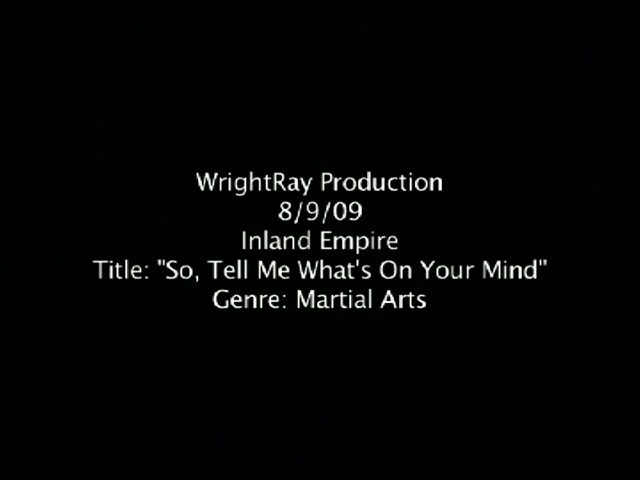 WrightRay Production
8/9/09
Inland Empire
Title: "So, Tell Me What's On Your Mind"
Genre: Martial Arts